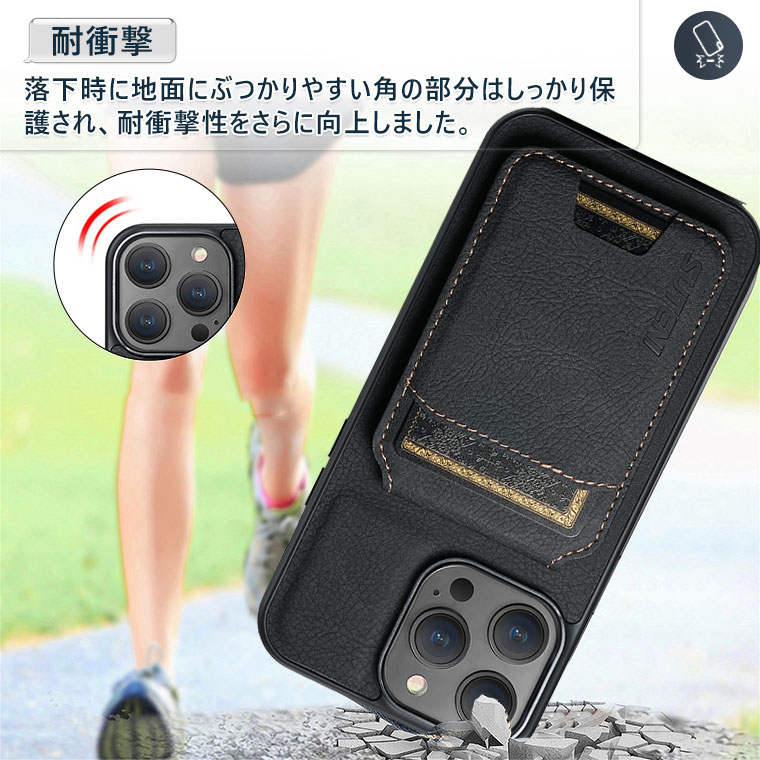 耐衝撃
落下時に地面にぶつかりやすい角の部分はしっかり保
護され、耐衝撃性をさらに向上しました。
SUTENI